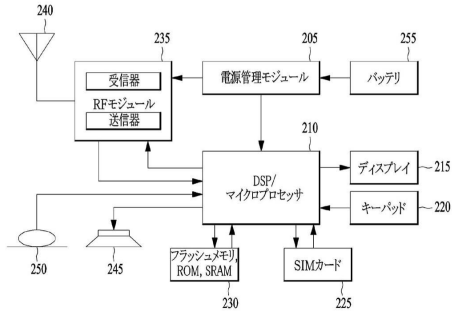 240
235
205
255
受信器
RFモジュール
送信器
電源管理モジュール
バッテリ
210
DSP/
マイクロプロセッサ
ディスプレイ
215
キーパッド
220
250
245
フラッシュメモリ,
ROM, SRAM
230
SIMカード
225